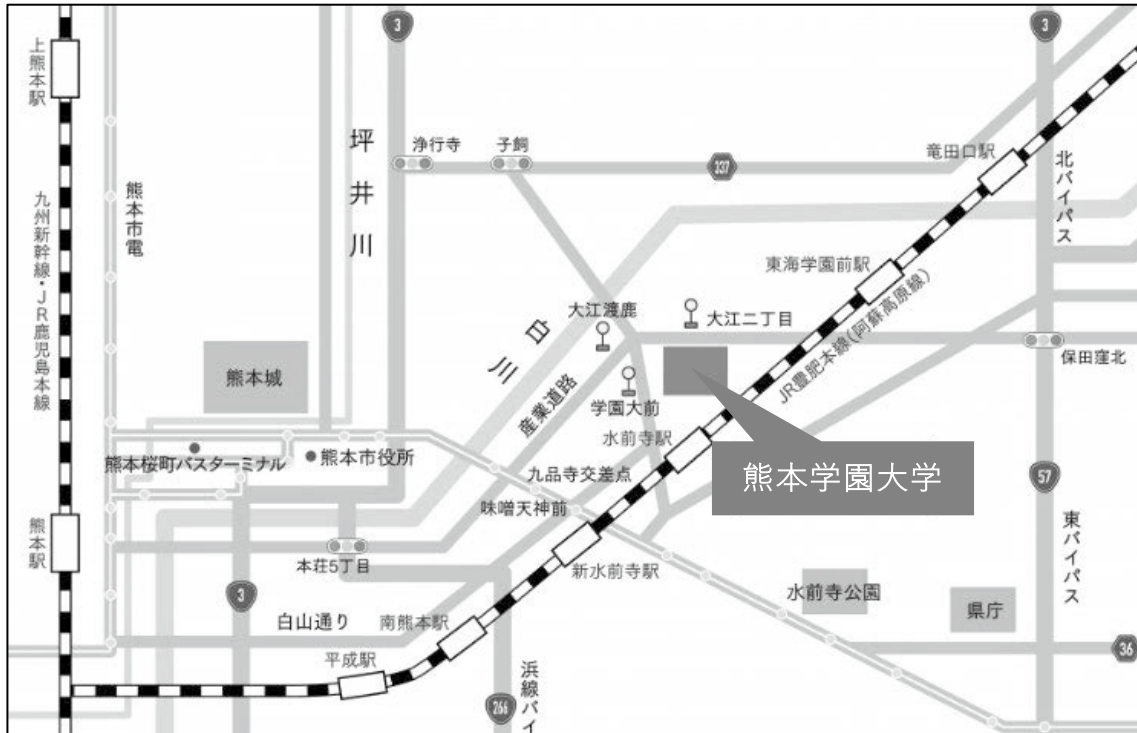 3
3
上熊本駅
坪井川
浄行寺
子飼
337
竜田口駅
北バイパス
九州新幹線・JR鹿児島本線
熊本市電
東海学園前駅
大江渡鹿
大江二丁目
白川
JR豊肥本線(阿蘇高原線)
保田窪北
熊本城
産業道路
学園大前
水前寺駅
熊本桜町バスターミナル
熊本市役所
九品寺交差点
熊本学園大学
57
味噌天神前
熊本駅
本荘5丁目
新水前寺駅
東バイパス
3
水前寺公園
県庁
白山通り
南熊本駅
36
平成駅
浜線バイ
266